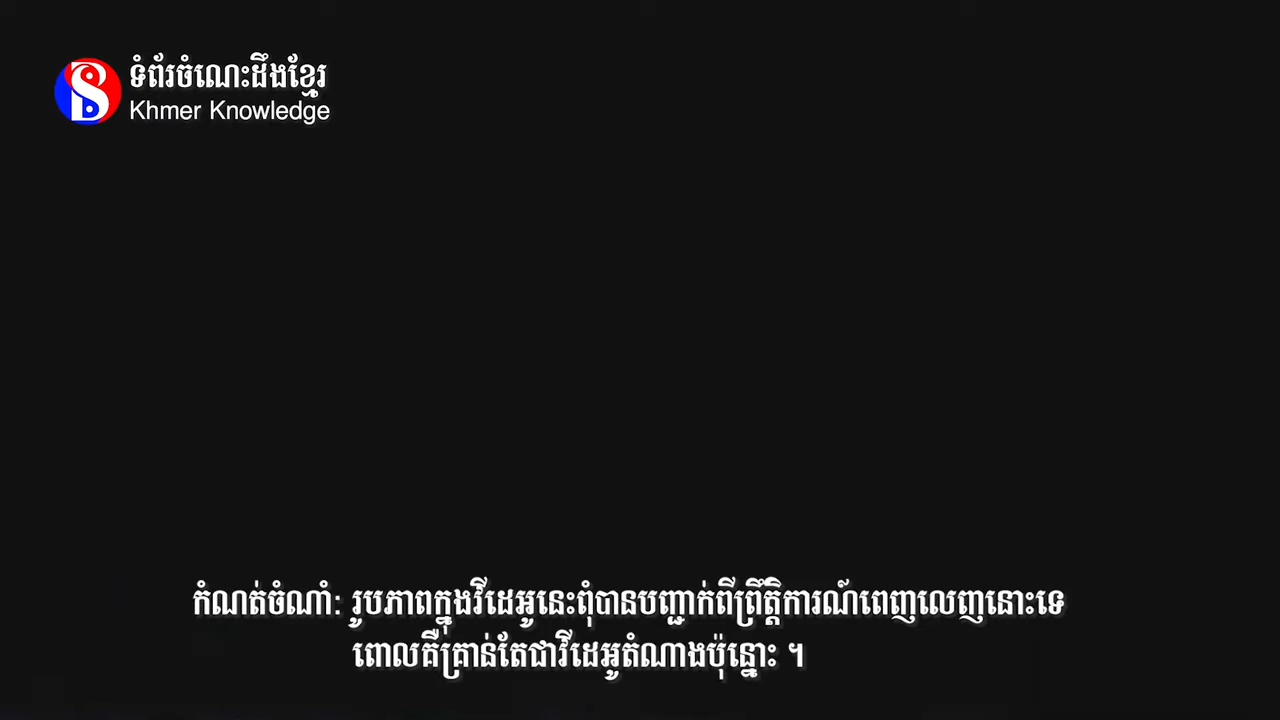 ទំព័រចំណេះដឹងខ្មែរ
Khmer Knowledge
កំណត់ចំណាំ: រូបភាពក្នុងវីដេអូនេះពុំបានបញ្ជាក់ពីព្រឹត្តិការណ៍ពេញលេញនោះទេ
ពោលគឺគ្រាន់តែជាវីដេអូតំណាងប៉ុន្នោះ ។